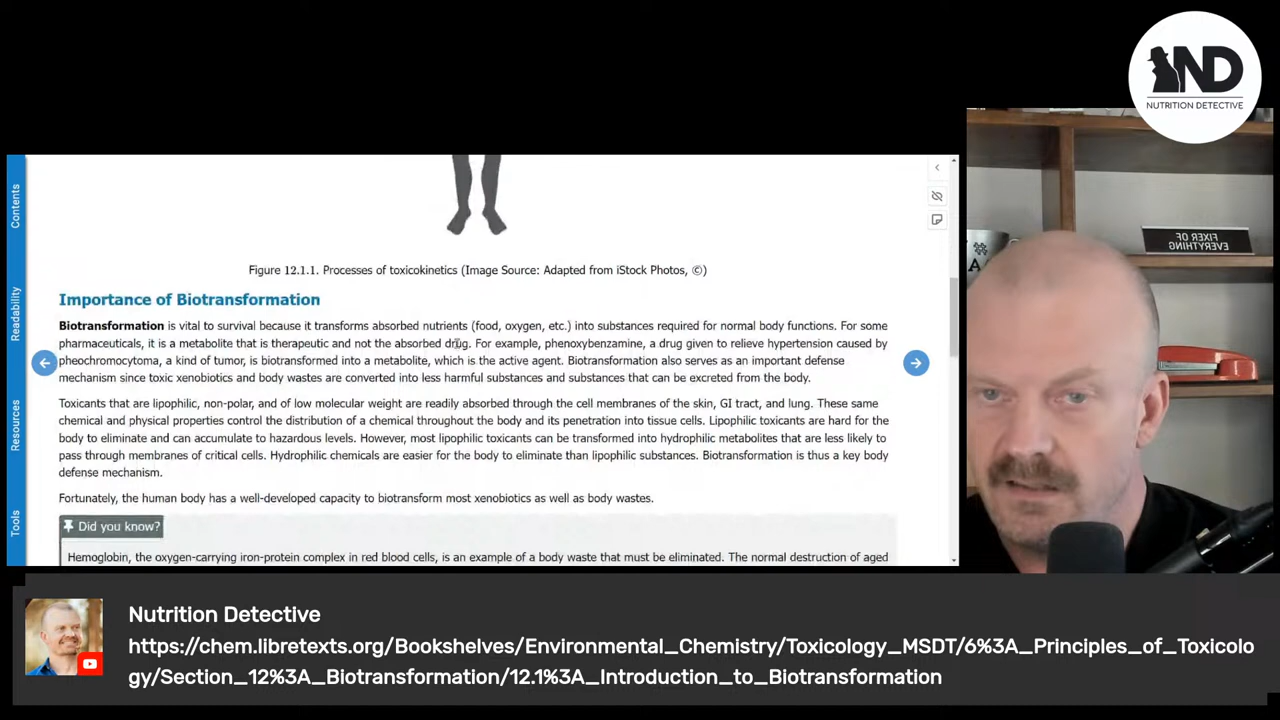 ND
NUTRITION DETECTIVE
Contents
Readability
Resources
Tools
Figure 12.1.1. Processes of toxicokinetics (Image Source: Adapted from iStock Photos, ©)
Importance of Biotransformation
Biotransformation is vital to survival because it transforms absorbed nutrients (food, oxygen, etc.) into substances required for normal body functions. For some
pharmaceuticals, it is a metabolite that is therapeutic and not the absorbed drug. For example, phenoxybenzamine, a drug given to relieve hypertension caused by
pheochromocytoma, a kind of tumor, is biotransformed into a metabolite, which is the active agent. Biotransformation also serves as an important defense
mechanism since toxic xenobiotics and body wastes are converted into less harmful substances and substances that can be excreted from the body.
Toxicants that are lipophilic, non-polar, and of low molecular weight are readily absorbed through the cell membranes of the skin, GI tract, and lung. These same
chemical and physical properties control the distribution of a chemical throughout the body and its penetration into tissue cells. Lipophilic toxicants are hard for the
body to eliminate and can accumulate to hazardous levels. However, most lipophilic toxicants can be transformed into hydrophilic metabolites that are less likely to
pass through membranes of critical cells. Hydrophilic chemicals are easier for the body to eliminate than lipophilic substances. Biotransformation is thus a key body
defense mechanism.
Fortunately, the human body has a well-developed capacity to biotransform most xenobiotics as well as body wastes.
Did you know?
Hemoglobin, the oxygen-carrying iron-protein complex in red blood cells, is an example of a body waste that must be eliminated. The normal destruction of aged
FIXER OF
EVERYTHING
Nutrition Detective
https://chem.libretexts.org/Bookshelves/Environmental_Chemistry/Toxicology_MSDT/6%3A_Principles_of_Toxicolo
gy/Section_12%3A_Biotransformation/12.1%3A_Introduction_to_Biotransformation